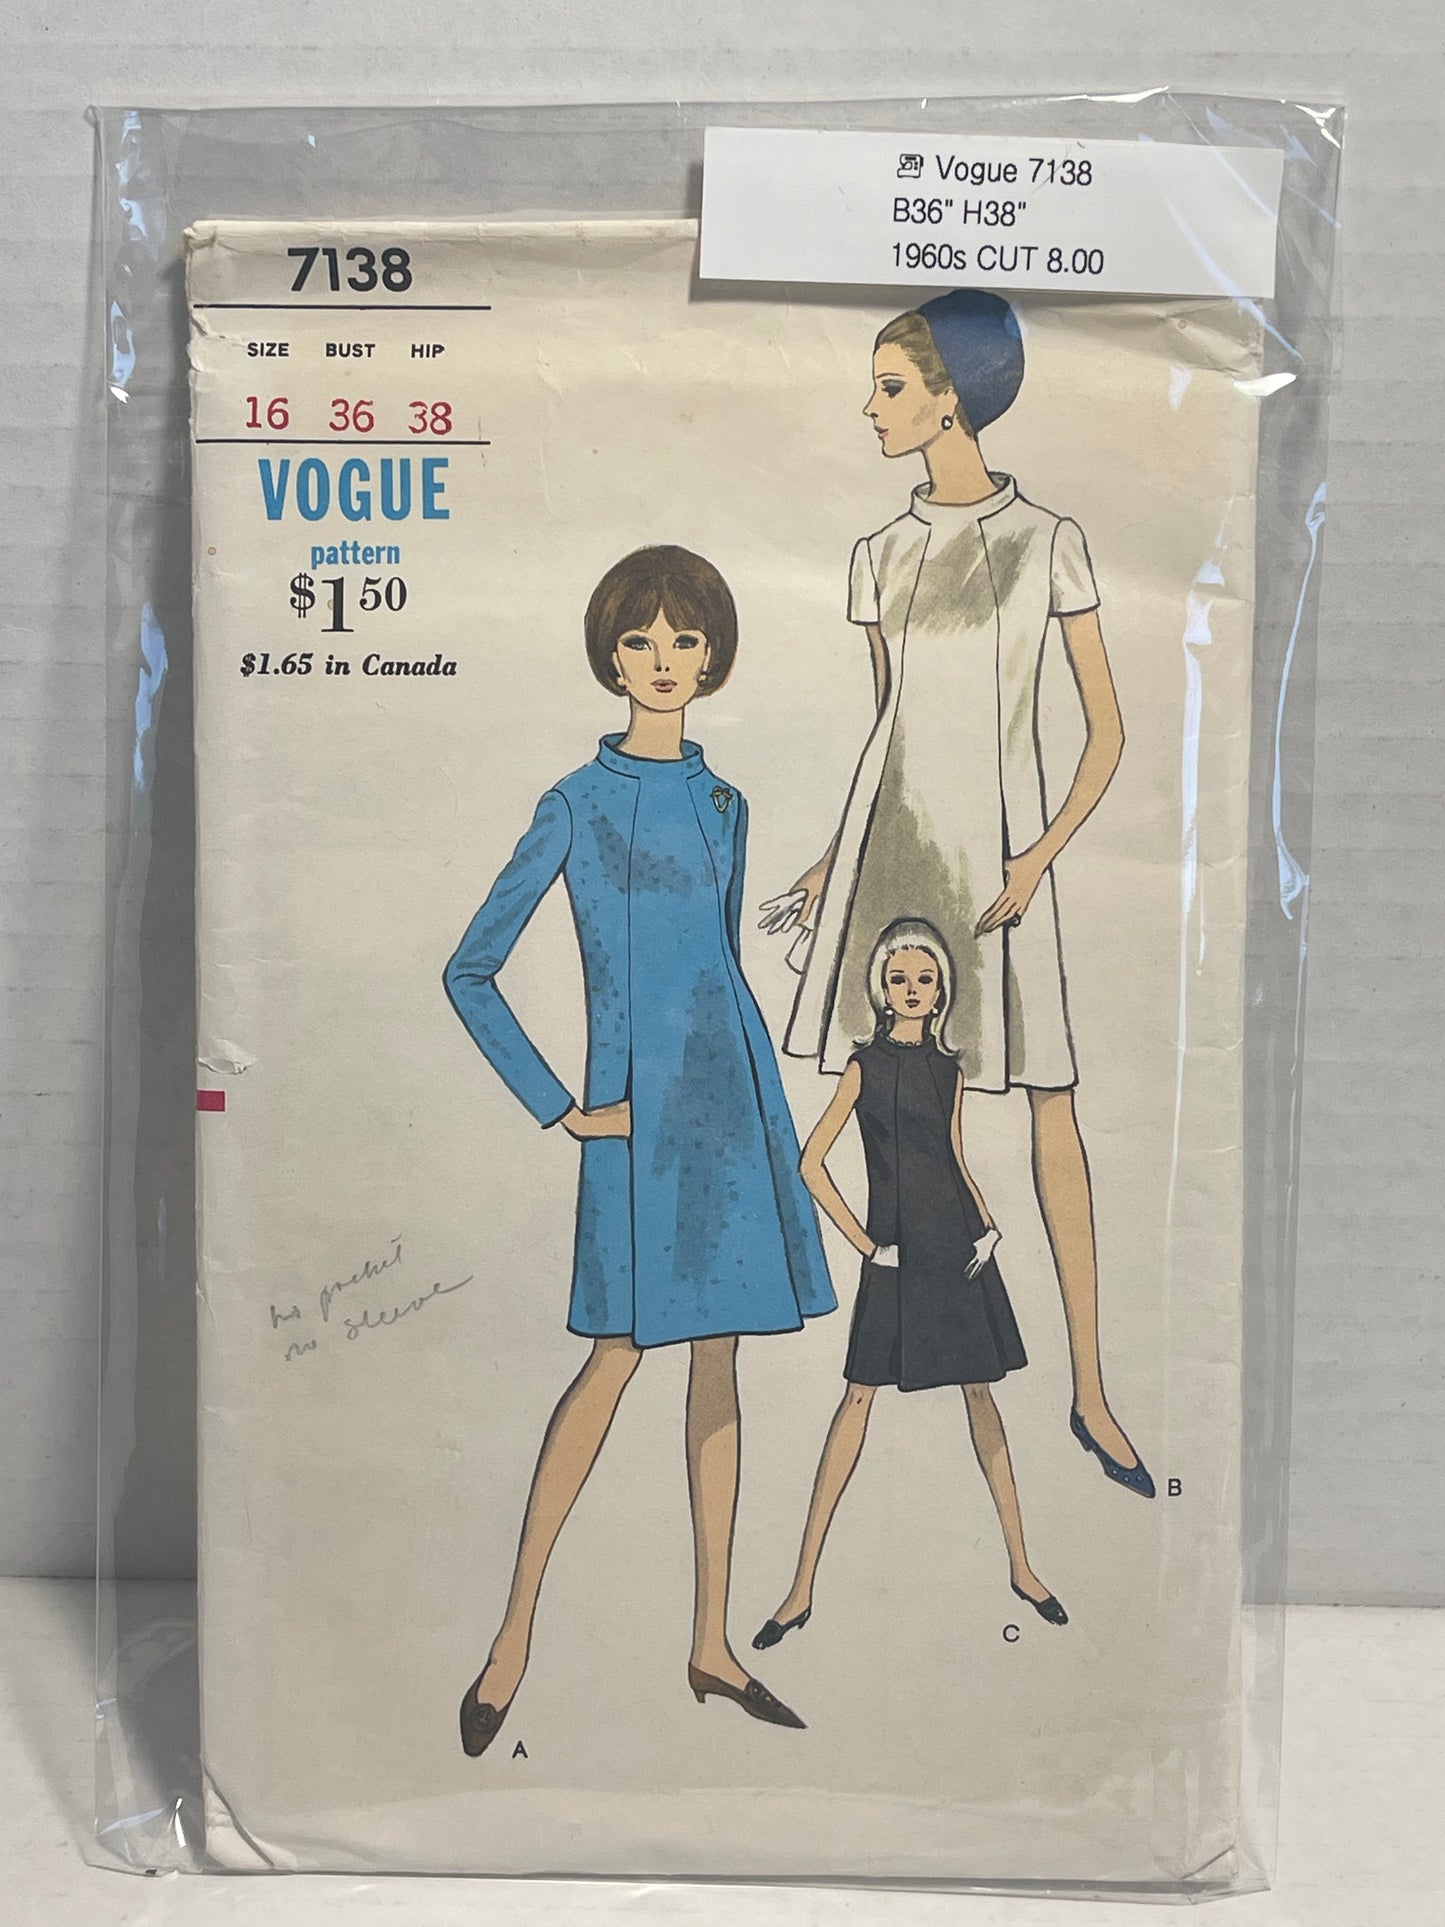 Vogue 7138
B36" H38"
1960s CUT 8.00
7138
SIZE BUST HIP
16 36 38
VOGUE
pattern
$1.50
$1.65 in Canada
no pocket
no sleeve
A
B
C